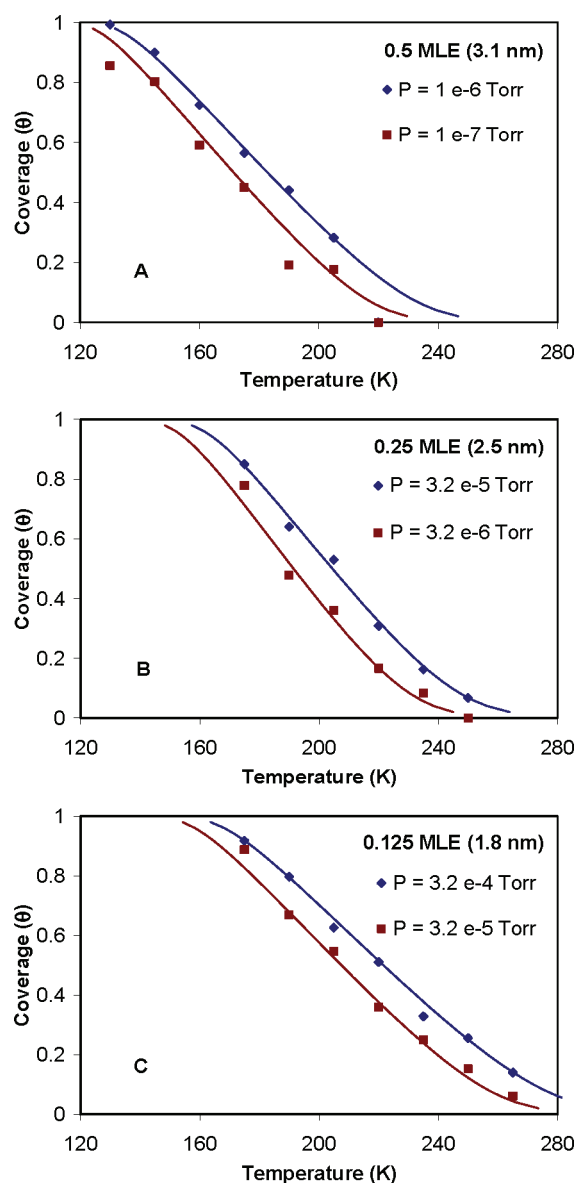 1
0.8
0.6
0.4
0.2
0
Coverage (θ)
0.5 MLE (3.1 nm)
P = 1 e-6 Torr
P = 1 e-7 Torr
A
120 160 200 240 280
Temperature (K)
1
0.8
0.6
0.4
0.2
0
Coverage (θ)
0.25 MLE (2.5 nm)
P = 3.2 e-5 Torr
P = 3.2 e-6 Torr
B
120 160 200 240 280
Temperature (K)
1
0.8
0.6
0.4
0.2
0
Coverage (θ)
0.125 MLE (1.8 nm)
P = 3.2 e-4 Torr
P = 3.2 e-5 Torr
C
120 160 200 240 280
Temperature (K)